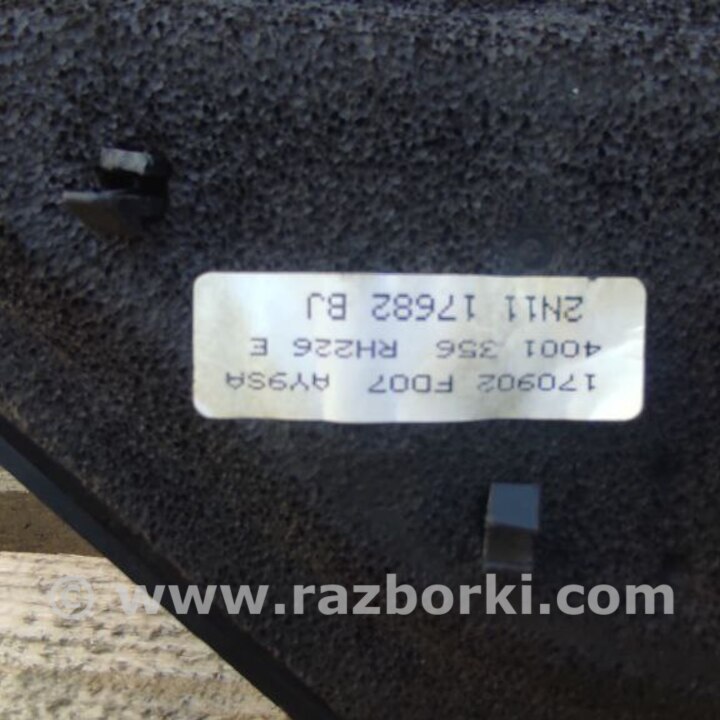 170902 FD07 AY9SA
4001 356 RH226 E
2N11 17682 BJ
© www.razborki.com